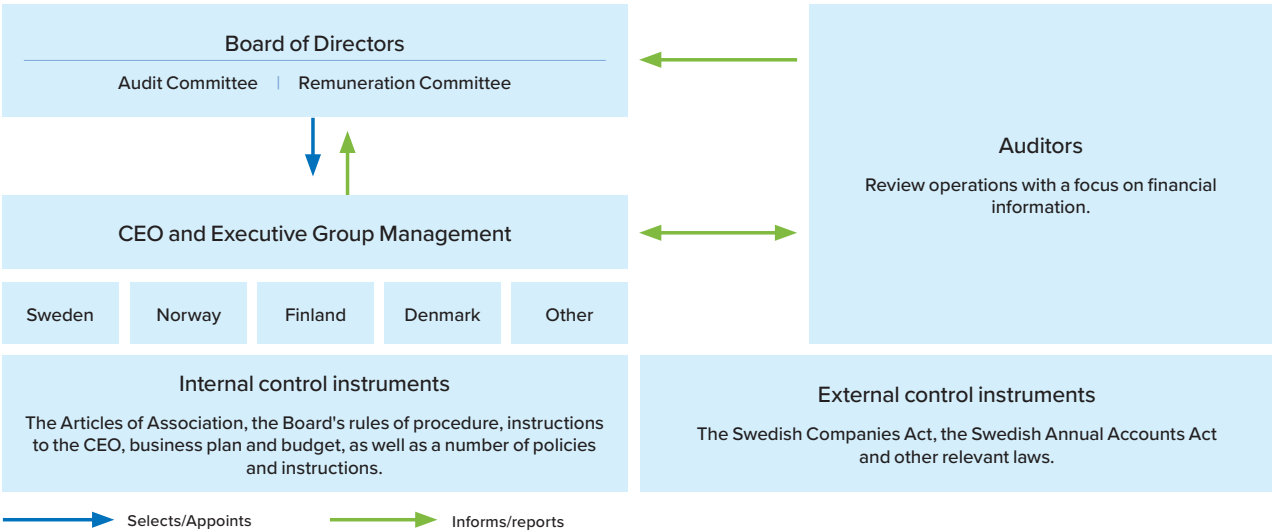 Board of Directors
Audit Committee | Remuneration Committee
Auditors
Review operations with a focus on financial
information.
CEO and Executive Group Management
Sweden
Norway
Finland
Denmark
Other
Internal control instruments
The Articles of Association, the Board's rules of procedure, instructions
to the CEO, business plan and budget, as well as a number of policies
and instructions.
External control instruments
The Swedish Companies Act, the Swedish Annual Accounts Act
and other relevant laws.
Selects/Appoints
Informs/reports